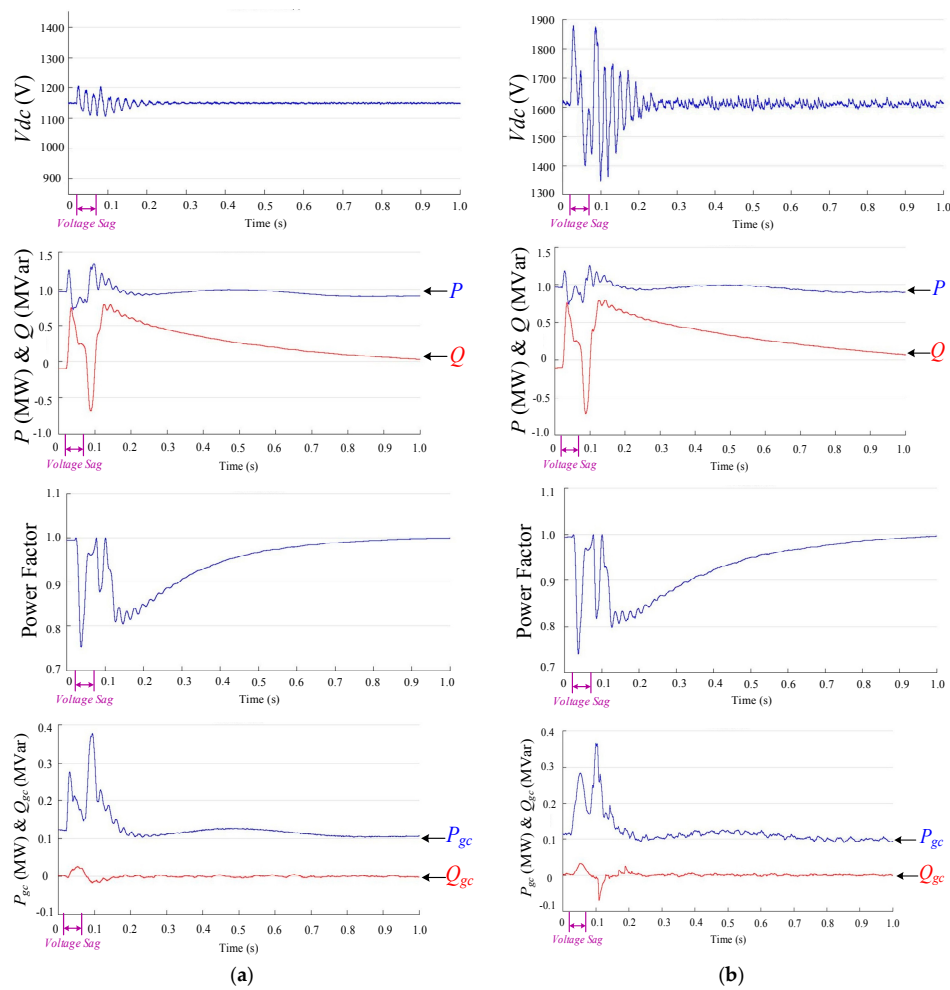 1400
1300
1200
1100
1000
900
Vdc (V)
0 0.1 0.2 0.3 0.4 0.5 0.6 0.7 0.8 0.9 1.0
Voltage Sag
Time (s)
1900
1800
1700
1600
1500
1400
1300
Vdc (V)
0 0.1 0.2 0.3 0.4 0.5 0.6 0.7 0.8 0.9 1.0
Voltage Sag
Time (s)
1.5
1.0
0.5
0
-0.5
-1.0
P (MW) & Q (MVar)
P
Q
0 0.1 0.2 0.3 0.4 0.5 0.6 0.7 0.8 0.9 1.0
Voltage Sag
Time (s)
1.5
1.0
0.5
0
-0.5
-1.0
P (MW) & Q (MVar)
P
Q
0 0.1 0.2 0.3 0.4 0.5 0.6 0.7 0.8 0.9 1.0
Voltage Sag
Time (s)
1.1
1.0
0.9
0.8
0.7
Power Factor
0 0.1 0.2 0.3 0.4 0.5 0.6 0.7 0.8 0.9 1.0
Voltage Sag
Time (s)
1.1
1.0
0.9
0.8
0.7
Power Factor
0 0.1 0.2 0.3 0.4 0.5 0.6 0.7 0.8 0.9 1.0
Voltage Sag
Time (s)
0.4
0.3
0.2
0.1
0
-0.1
Pgc (MW) & Qgc (MVar)
Pgc
Qgc
0 0.1 0.2 0.3 0.4 0.5 0.6 0.7 0.8 0.9 1.0
Voltage Sag
Time (s)
0.4
0.3
0.2
0.1
0
-0.1
Pgc (MW) & Qgc (MVar)
Pgc
Qgc
0 0.1 0.2 0.3 0.4 0.5 0.6 0.7 0.8 0.9 1.0
Voltage Sag
Time (s)
(a)
(b)